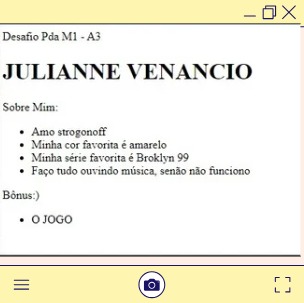 Desafio Pda M1 - A3
JULIANNE VENANCIO
Sobre Mim:
Amo strogonoff
Minha cor favorita é amarelo
Minha série favorita é Broklyn 99
Faço tudo ouvindo música, senão não funciono
Bônus:)
O JOGO